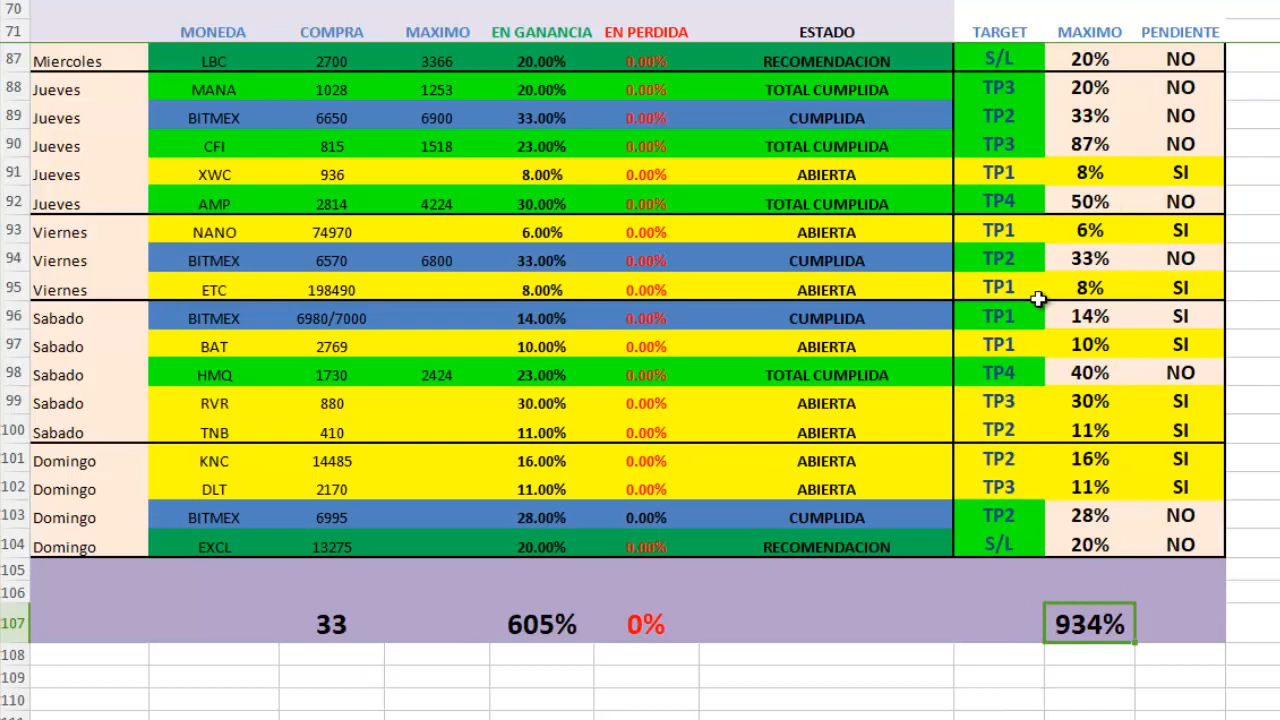 70
71 MONEDA COMPRA MAXIMO EN GANANCIA EN PERDIDA ESTADO TARGET MAXIMO PENDIENTE
87 Miercoles LBC 2700 3366 20.00% 0.00% RECOMENDACION S/L 20% NO
88 Jueves MANA 1028 1253 20.00% 0.00% TOTAL CUMPLIDA TP3 20% NO
89 Jueves BITMEX 6650 6900 33.00% 0.00% CUMPLIDA TP2 33% NO
90 Jueves CFI 815 1518 23.00% 0.00% TOTAL CUMPLIDA TP3 87% NO
91 Jueves XWC 936 8.00% 0.00% ABIERTA TP1 8% SI
92 Jueves AMP 2814 4224 30.00% 0.00% TOTAL CUMPLIDA TP4 50% NO
93 Viernes NANO 74970 6.00% 0.00% ABIERTA TP1 6% SI
94 Viernes BITMEX 6570 6800 33.00% 0.00% CUMPLIDA TP2 33% NO
95 Viernes ETC 198490 8.00% 0.00% ABIERTA TP1 8% SI
96 Sabado BITMEX 6980/7000 14.00% 0.00% CUMPLIDA TP1 14% SI
97 Sabado BAT 2769 10.00% 0.00% ABIERTA TP1 10% SI
98 Sabado HMQ 1730 2424 23.00% 0.00% TOTAL CUMPLIDA TP4 40% NO
99 Sabado RVR 880 30.00% 0.00% ABIERTA TP3 30% SI
100 Sabado TNB 410 11.00% 0.00% ABIERTA TP2 11% SI
101 Domingo KNC 14485 16.00% 0.00% ABIERTA TP2 16% SI
102 Domingo DLT 2170 11.00% 0.00% ABIERTA TP3 11% SI
103 Domingo BITMEX 6995 28.00% 0.00% CUMPLIDA TP2 28% NO
104 Domingo EXCL 13275 20.00% 0.00% RECOMENDACION S/L 20% NO
105
106
107 33 605% 0% 934%
108
109
110